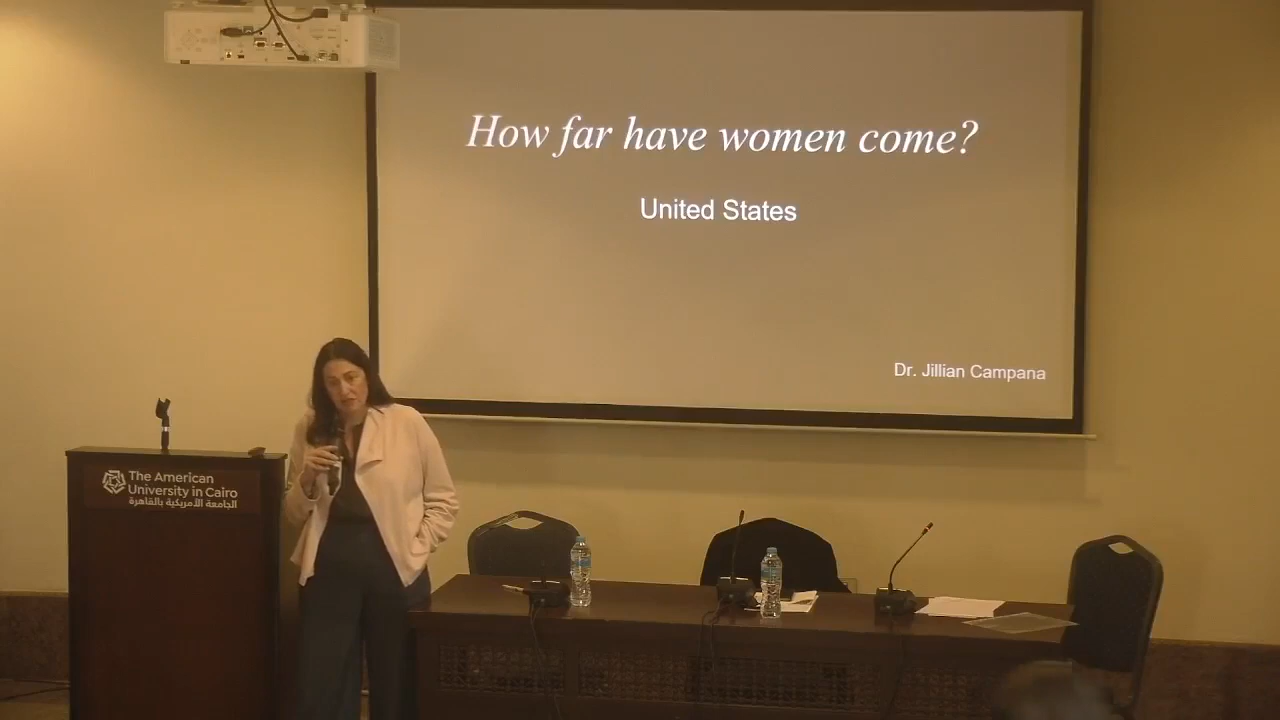 How far have women come?
United States
Dr. Jillian Campana
The American
University in Cairo
الجامعة الأمريكية بالقاهرة